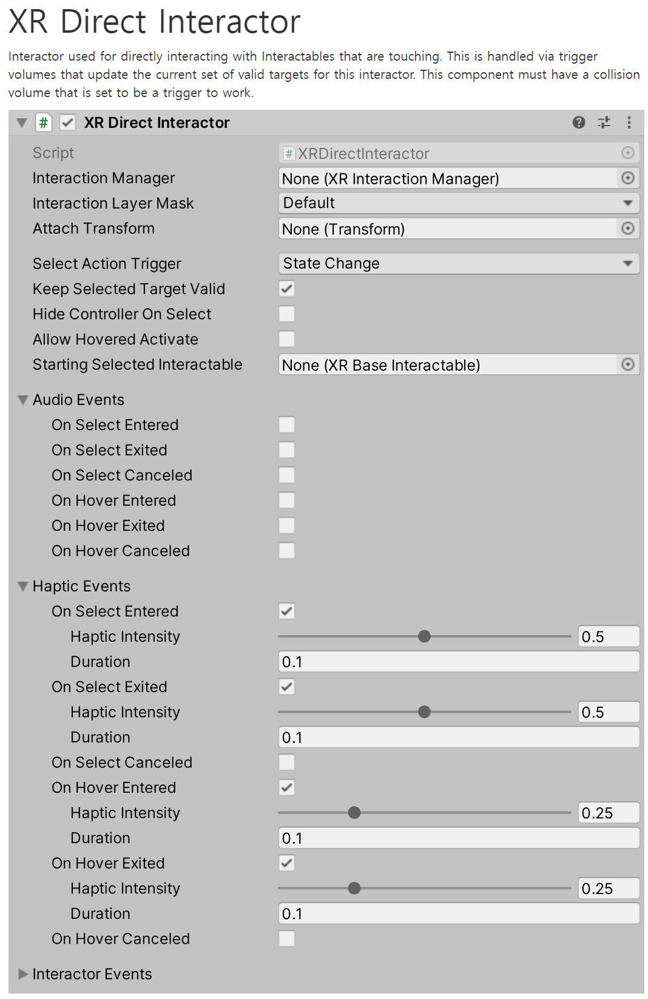 XR Direct Interactor
Interactor used for directly interacting with Interactables that are touching. This is handled via trigger
volumes that update the current set of valid targets for this interactor. This component must have a collision
volume that is set to be a trigger to work.
# XR Direct Interactor
Script # XRDirectInteractor
Interaction Manager None (XR Interaction Manager)
Interaction Layer Mask Default
Attach Transform None (Transform)
Select Action Trigger State Change
Keep Selected Target Valid
Hide Controller On Select
Allow Hovered Activate
Starting Selected Interactable None (XR Base Interactable)
Audio Events
On Select Entered
On Select Exited
On Select Canceled
On Hover Entered
On Hover Exited
On Hover Canceled
Haptic Events
On Select Entered
Haptic Intensity 0.5
Duration 0.1
On Select Exited
Haptic Intensity 0.5
Duration 0.1
On Select Canceled
On Hover Entered
Haptic Intensity 0.25
Duration 0.1
On Hover Exited
Haptic Intensity 0.25
Duration 0.1
On Hover Canceled
Interactor Events